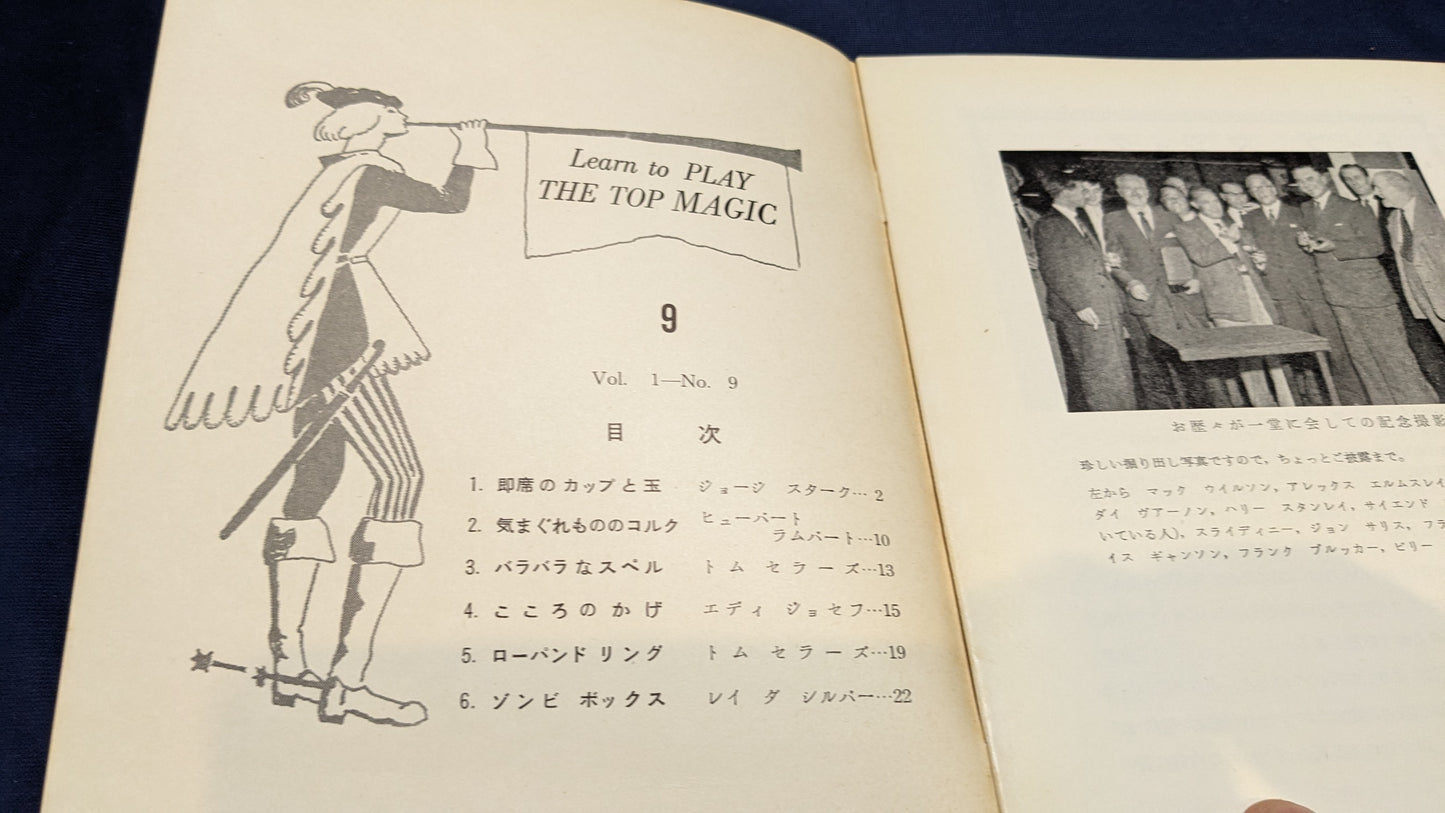 Learn to PLAY
THE TOP MAGIC
9
Vol. 1—No. 9
目 次
1. 即席のカップと玉 ジョージ スターク…2
2. 気まぐれもののコルク ヒューバート
ラムバート…10
3. バラバラなスペル トム セラーズ…13
4. こころのかげ エディ ジョセフ…15
5. ローパンド リング トム セラーズ…19
6. ゾンビ ボックス レイ ダ シルバー…22
お歴々が一堂に会しての記念撮影
珍しい掘り出し写真ですので,ちょっとご披露まで。
左から マック ウイルソン,アレックス エルムスレイ
ダイ ヴアーノン,ハリー スタンレイ,サイエンド
いている人),スライディニー,ジョン サリス,フラ
イス ギャンソン,フランク ブルッカー,ビリー